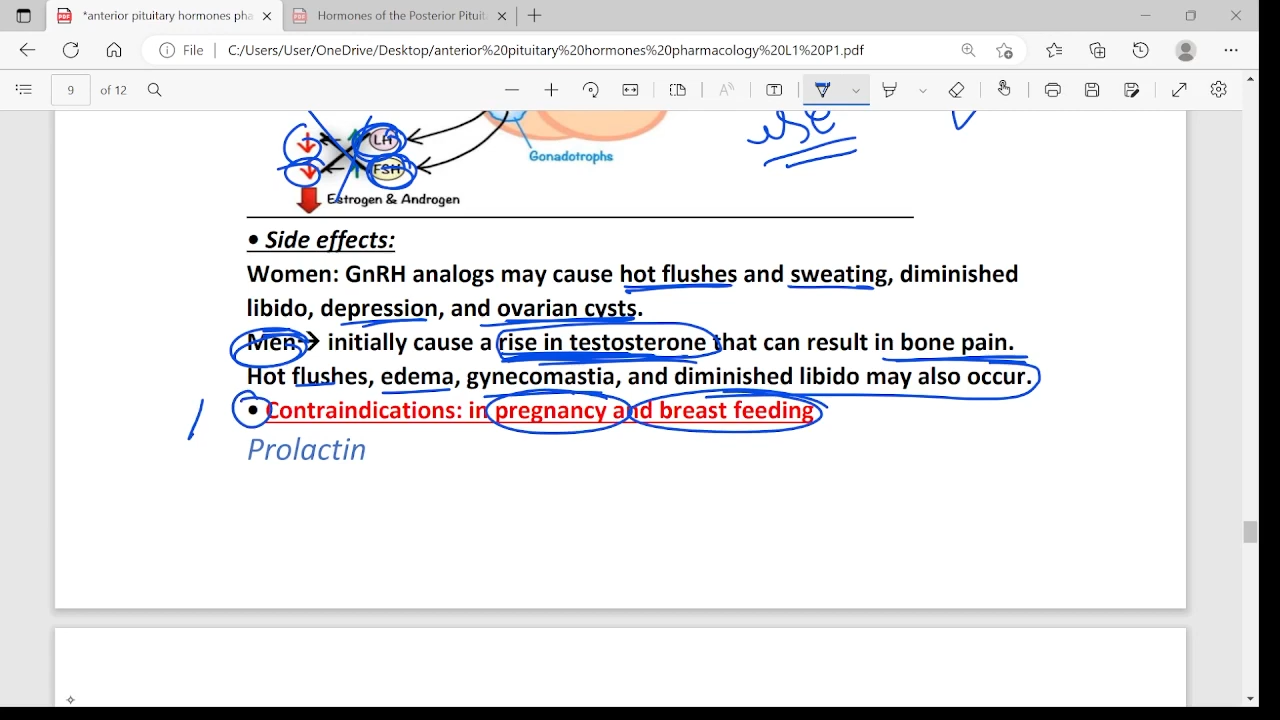 *anterior pituitary hormones pha
Hormones of the Posterior Pituit
File
C:/Users/User/OneDrive/Desktop/anterior%20pituitary%20hormones%20pharmacology%20L1%20P1.pdf
9 of 12
LH
FSH
Gonadotrophs
USE
Estrogen & Androgen
• Side effects:
Women: GnRH analogs may cause hot flushes and sweating, diminished
libido, depression, and ovarian cysts.
Men→ initially cause a rise in testosterone that can result in bone pain.
Hot flushes, edema, gynecomastia, and diminished libido may also occur.
• Contraindications: in pregnancy and breast feeding
Prolactin